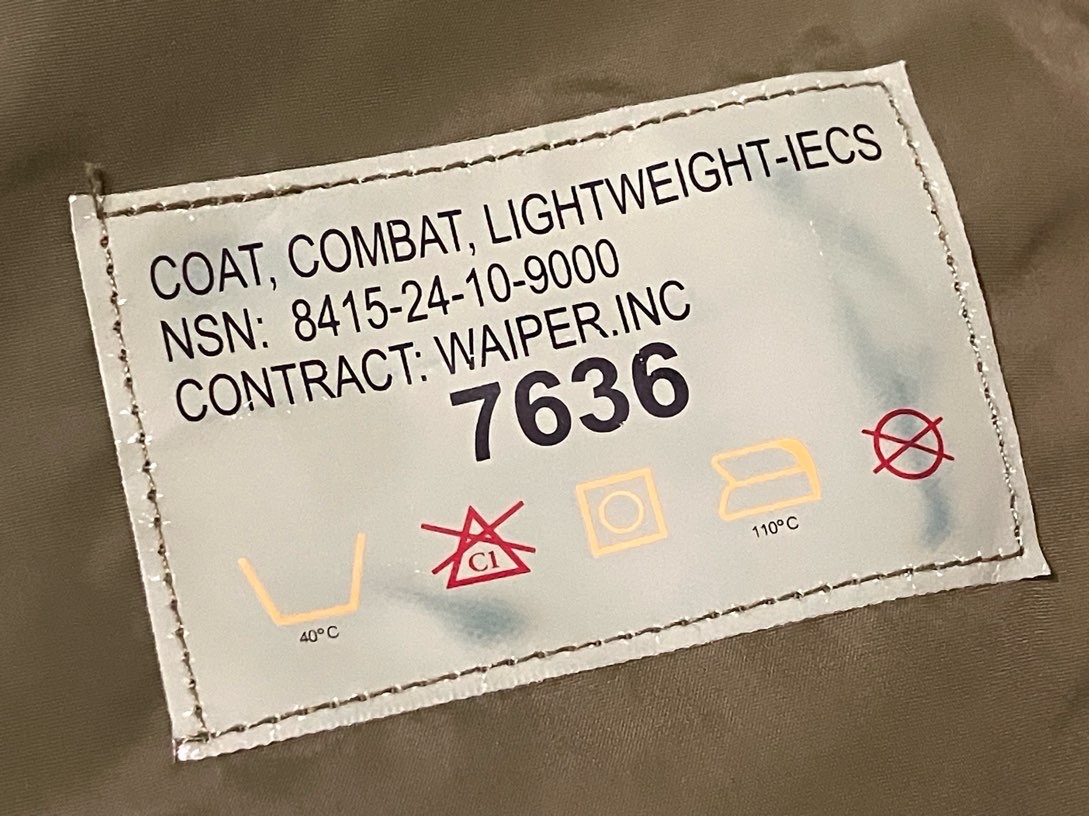 COAT, COMBAT, LIGHTWEIGHT-IECS
NSN: 8415-24-10-9000
CONTRACT: WAIPER.INC
7636
40°C
C1
110°C